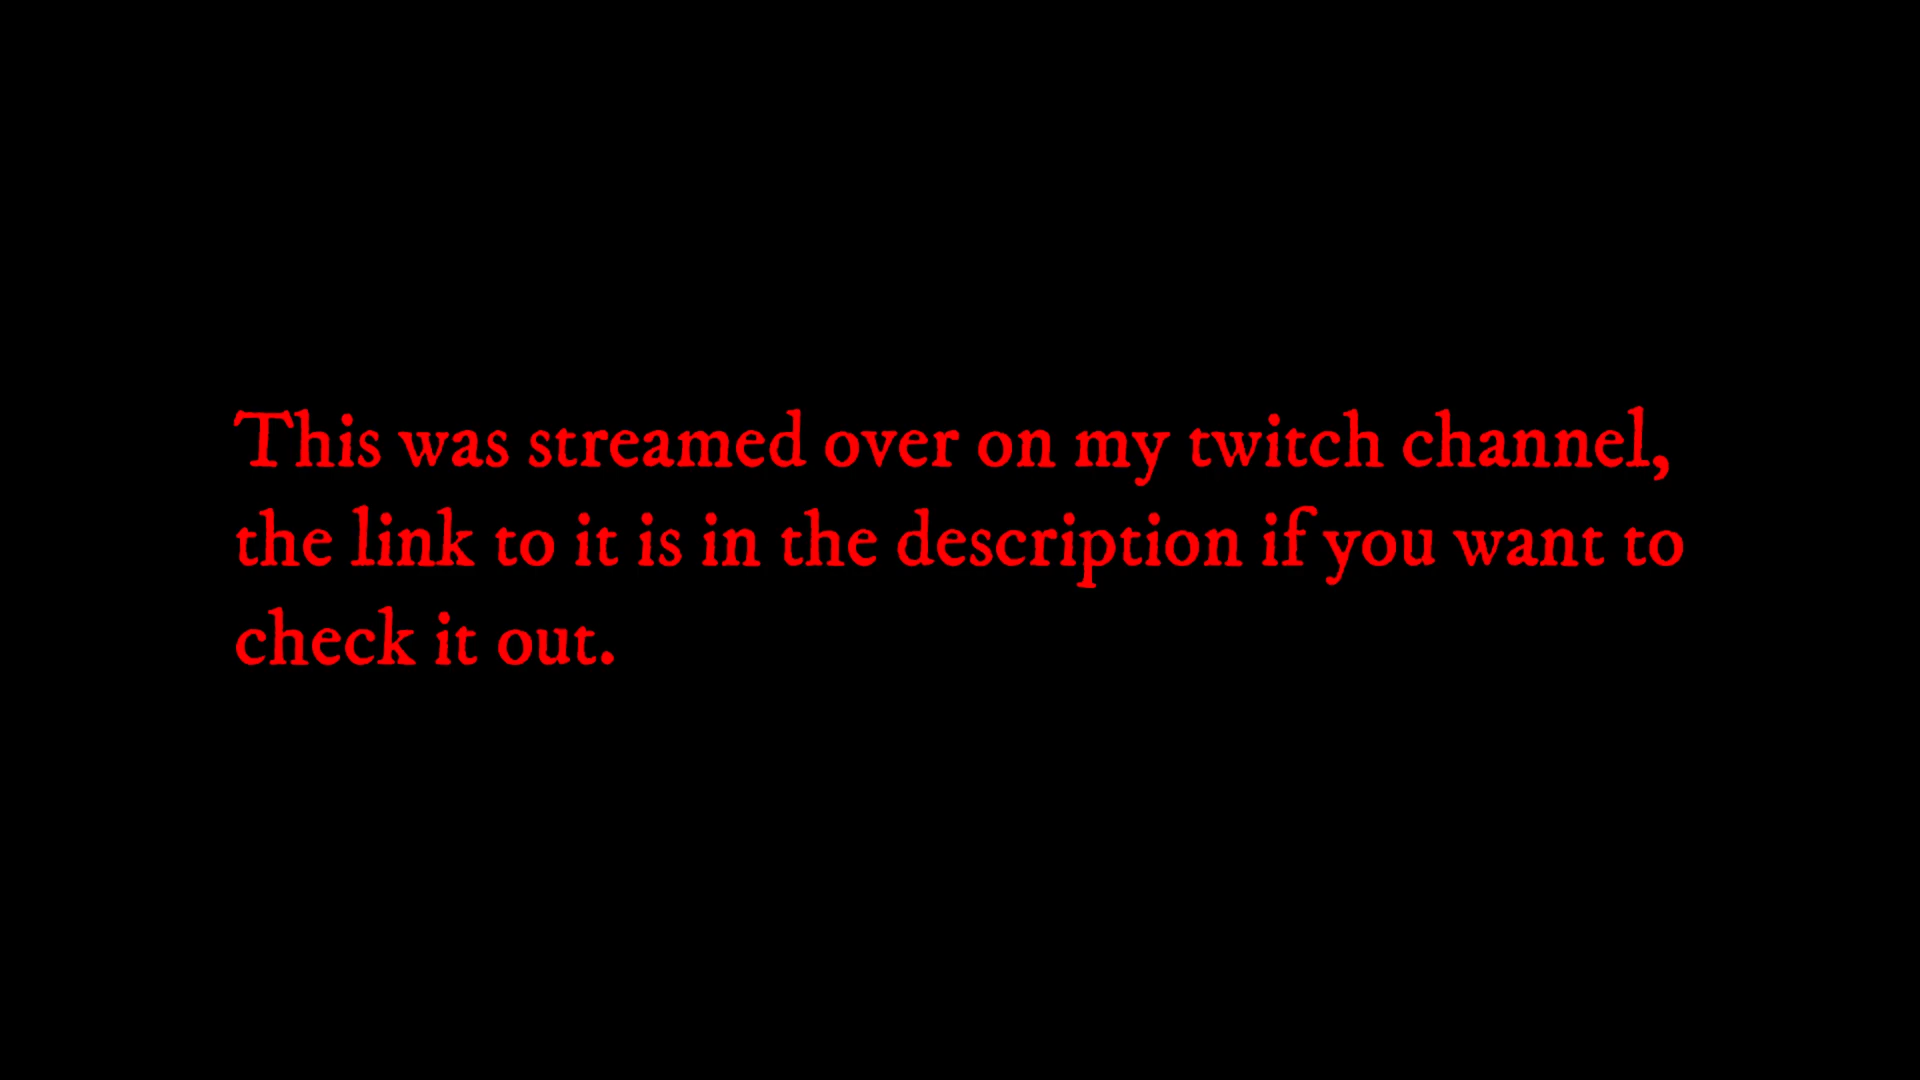 This was streamed over on my twitch channel,
the link to it is in the description if you want to
check it out.